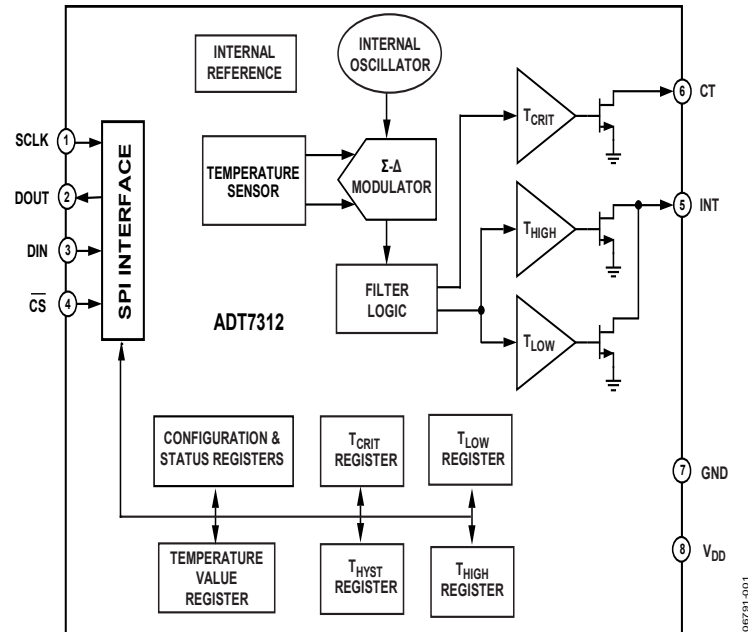 INTERNAL
REFERENCE
INTERNAL
OSCILLATOR
SCLK
1
DOUT
2
DIN
3
CS
4
SPI INTERFACE
TEMPERATURE
SENSOR
Σ-Δ
MODULATOR
FILTER
LOGIC
ADT7312
TCRIT
6
CT
THIGH
5
INT
TLOW
7
GND
8
VDD
CONFIGURATION &
STATUS REGISTERS
TCRIT
REGISTER
TLOW
REGISTER
TEMPERATURE
VALUE
REGISTER
THYST
REGISTER
THIGH
REGISTER
06791-001